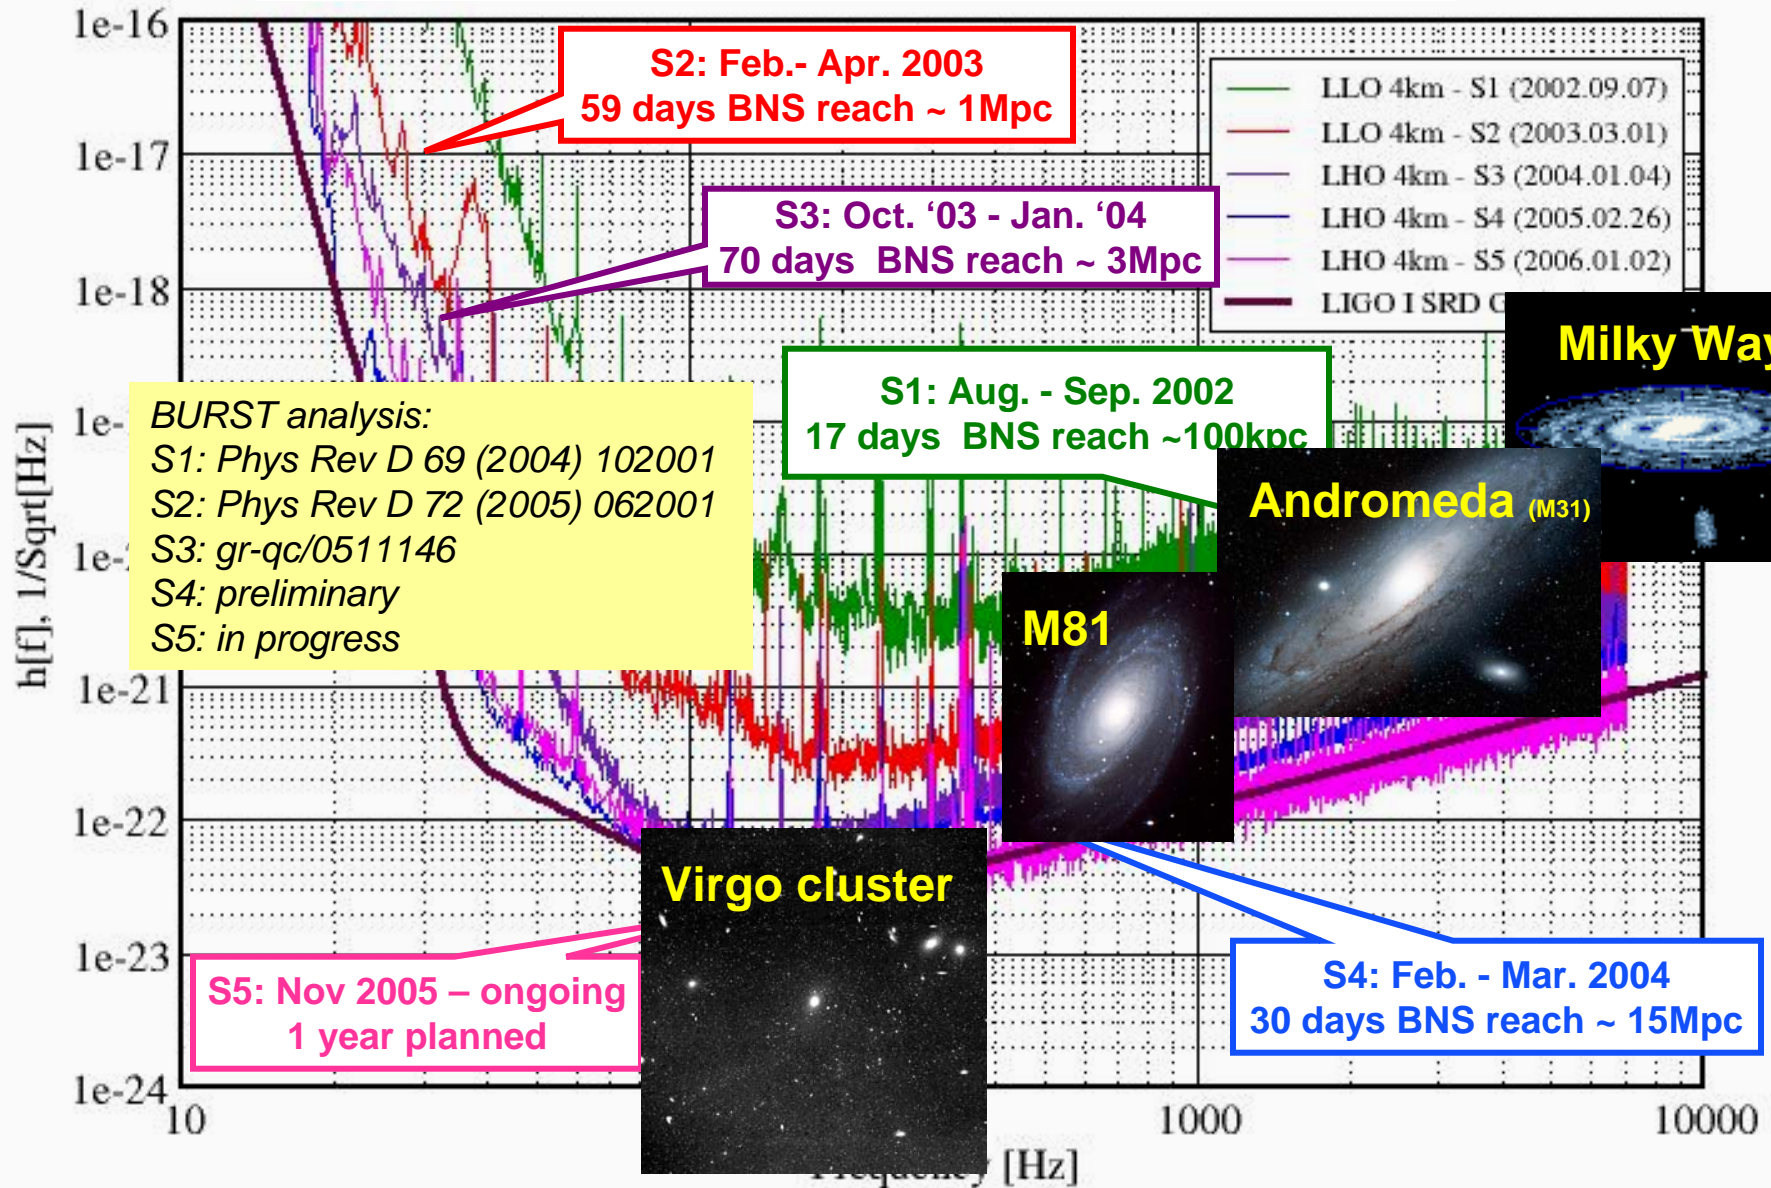 1e-16
1e-17
1e-18
1e-
1e-
1e-21
1e-22
1e-23
1e-24
h[f], 1/Sqrt[Hz]
S2: Feb.- Apr. 2003
59 days BNS reach ~ 1Mpc
LLO 4km - S1 (2002.09.07)
LLO 4km - S2 (2003.03.01)
LHO 4km - S3 (2004.01.04)
LHO 4km - S4 (2005.02.26)
LHO 4km - S5 (2006.01.02)
LIGO I SRD
S3: Oct. ‘03 - Jan. ‘04
70 days BNS reach ~ 3Mpc
Milky Way
S1: Aug. - Sep. 2002
17 days BNS reach ~100kpc
BURST analysis:
S1: Phys Rev D 69 (2004) 102001
S2: Phys Rev D 72 (2005) 062001
S3: gr-qc/0511146
S4: preliminary
S5: in progress
Andromeda (M31)
M81
Virgo cluster
S5: Nov 2005 – ongoing
1 year planned
S4: Feb. - Mar. 2004
30 days BNS reach ~ 15Mpc
10
1000
10000
[Hz]